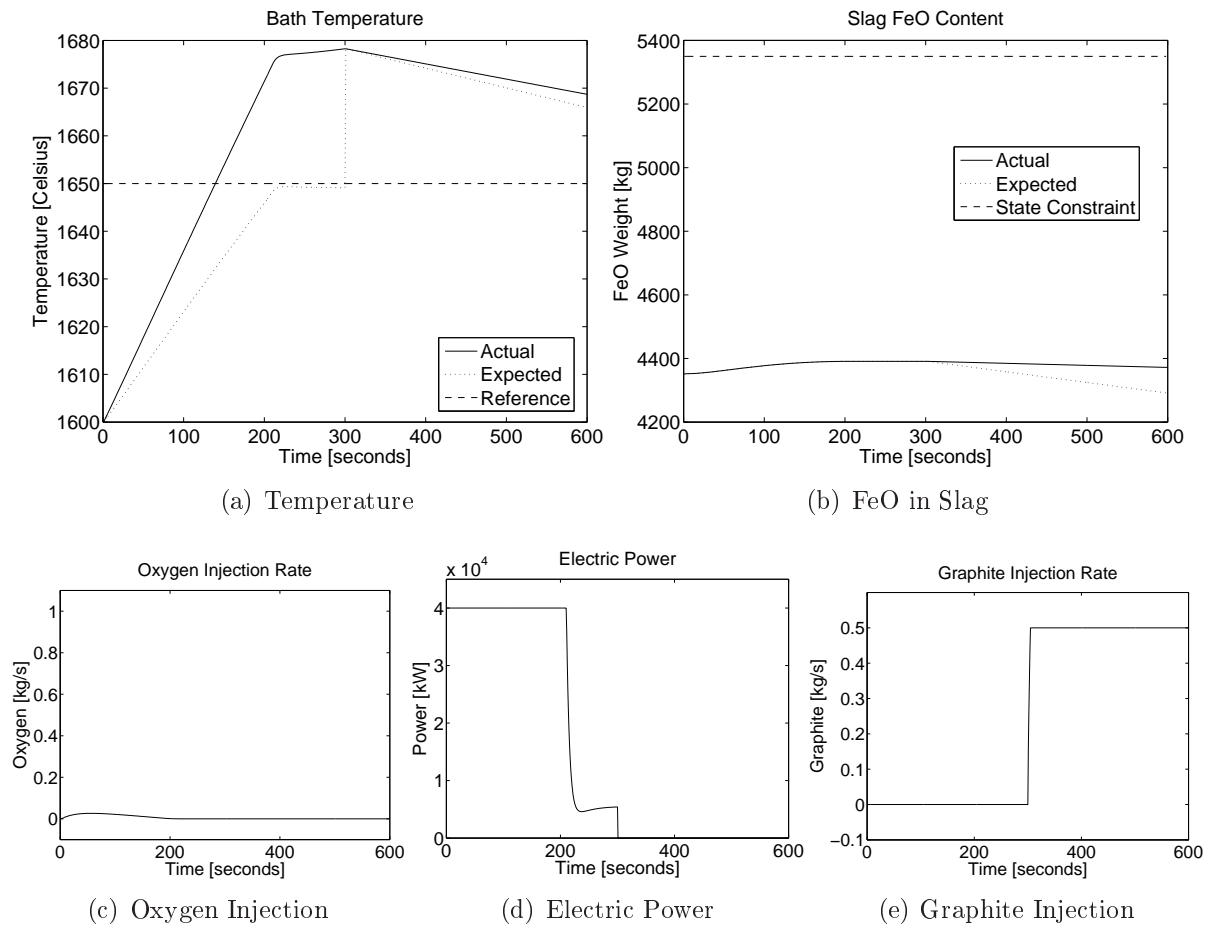 Bath Temperature
1680
1670
1660
1650
1640
1630
1620
1610
1600
Temperature [Celsius]
Actual
Expected
Reference
0 100 200 300 400 500 600
Time [seconds]
(a) Temperature
Slag FeO Content
5400
5200
5000
4800
4600
4400
4200
FeO Weight [kg]
Actual
Expected
State Constraint
0 100 200 300 400 500 600
Time [seconds]
(b) FeO in Slag
Oxygen Injection Rate
1
0.8
0.6
0.4
0.2
0
Oxygen [kg/s]
0 200 400 600
Time [seconds]
(c) Oxygen Injection
Electric Power
x 10^4
4
3
2
1
0
Power [kW]
0 200 400 600
Time [seconds]
(d) Electric Power
Graphite Injection Rate
0.5
0.4
0.3
0.2
0.1
0
−0.1
Graphite [kg/s]
0 200 400 600
Time [seconds]
(e) Graphite Injection